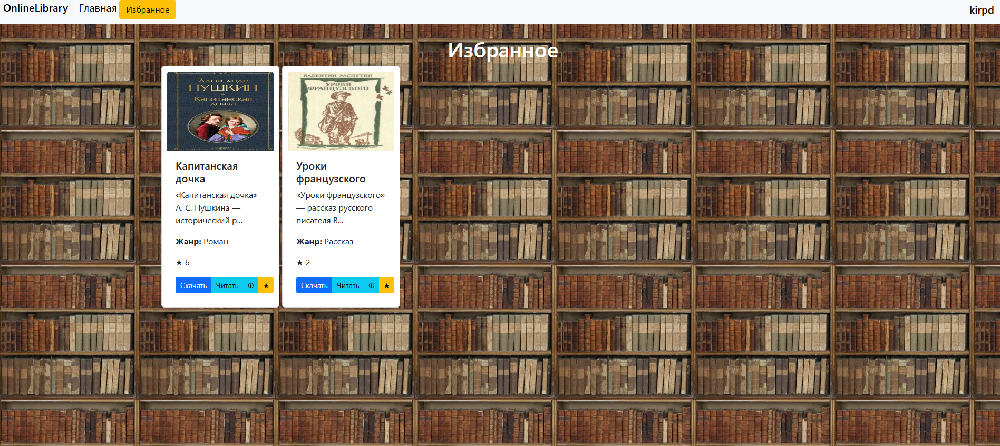 OnlineLibrary Главная Избранное kirpd
Избранное
АЛЕКСАНДР
ПУШКИН
Капитанская
дочка
Капитанская
дочка
«Капитанская дочка»
А. С. Пушкина —
исторический р...
Жанр: Роман
★ 6
Скачать Читать 🛈 ★
ВАЛЕНТИН РАСПУТИН
УРОКИ
ФРАНЦУЗСКОГО
Уроки
французского
«Уроки французского»
— рассказ русского
писателя В...
Жанр: Рассказ
★ 2
Скачать Читать 🛈 ★